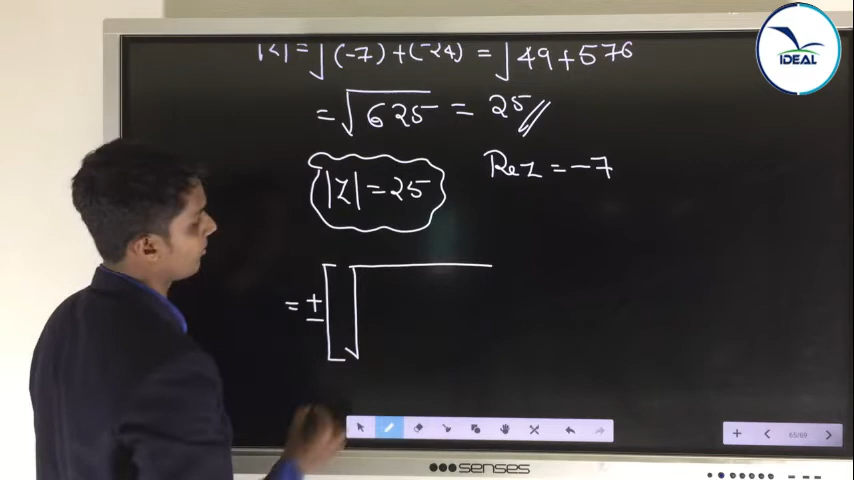 |Z| = √(-7) + (-24) = √49 + 576
= √625 = 25 //
|Z| = 25
Re z = -7
= ± [ √
IDEAL
65/69
senses